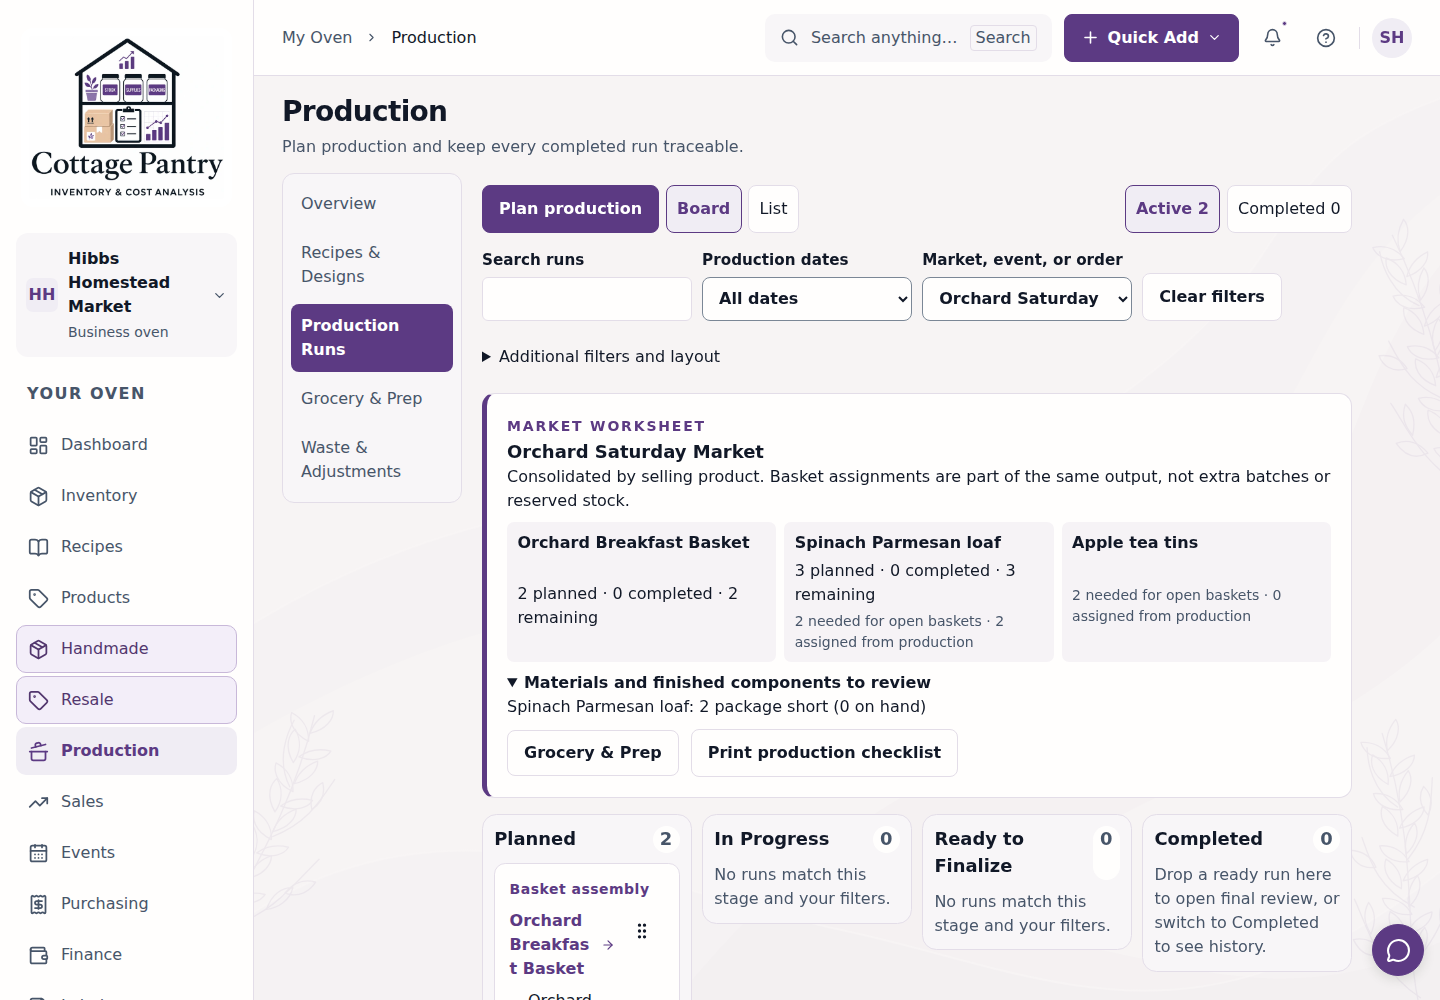 My Oven > Production
Search anything...
Search
+ Quick Add
SH
Cottage Pantry
INVENTORY & COST ANALYSIS
HH
Hibbs
Homestead
Market
Business oven
YOUR OVEN
Dashboard
Inventory
Recipes
Products
Handmade
Resale
Production
Sales
Events
Purchasing
Finance
Production
Plan production and keep every completed run traceable.
Overview
Recipes &
Designs
Production
Runs
Grocery & Prep
Waste &
Adjustments
Plan production
Board
List
Active 2
Completed 0
Search runs
Production dates
All dates
Market, event, or order
Orchard Saturday
Clear filters
Additional filters and layout
MARKET WORKSHEET
Orchard Saturday Market
Consolidated by selling product. Basket assignments are part of the same output, not extra batches or
reserved stock.
Orchard Breakfast Basket
2 planned · 0 completed · 2
remaining
Spinach Parmesan loaf
3 planned · 0 completed · 3
remaining
2 needed for open baskets · 2
assigned from production
Apple tea tins
2 needed for open baskets · 0
assigned from production
Materials and finished components to review
Spinach Parmesan loaf: 2 package short (0 on hand)
Grocery & Prep
Print production checklist
Planned 2
Basket assembly
Orchard
Breakfas
t Basket
Orchard
In Progress 0
No runs match this
stage and your filters.
Ready to
Finalize
0
No runs match this
stage and your filters.
Completed 0
Drop a ready run here
to open final review, or
switch to Completed
to see history.